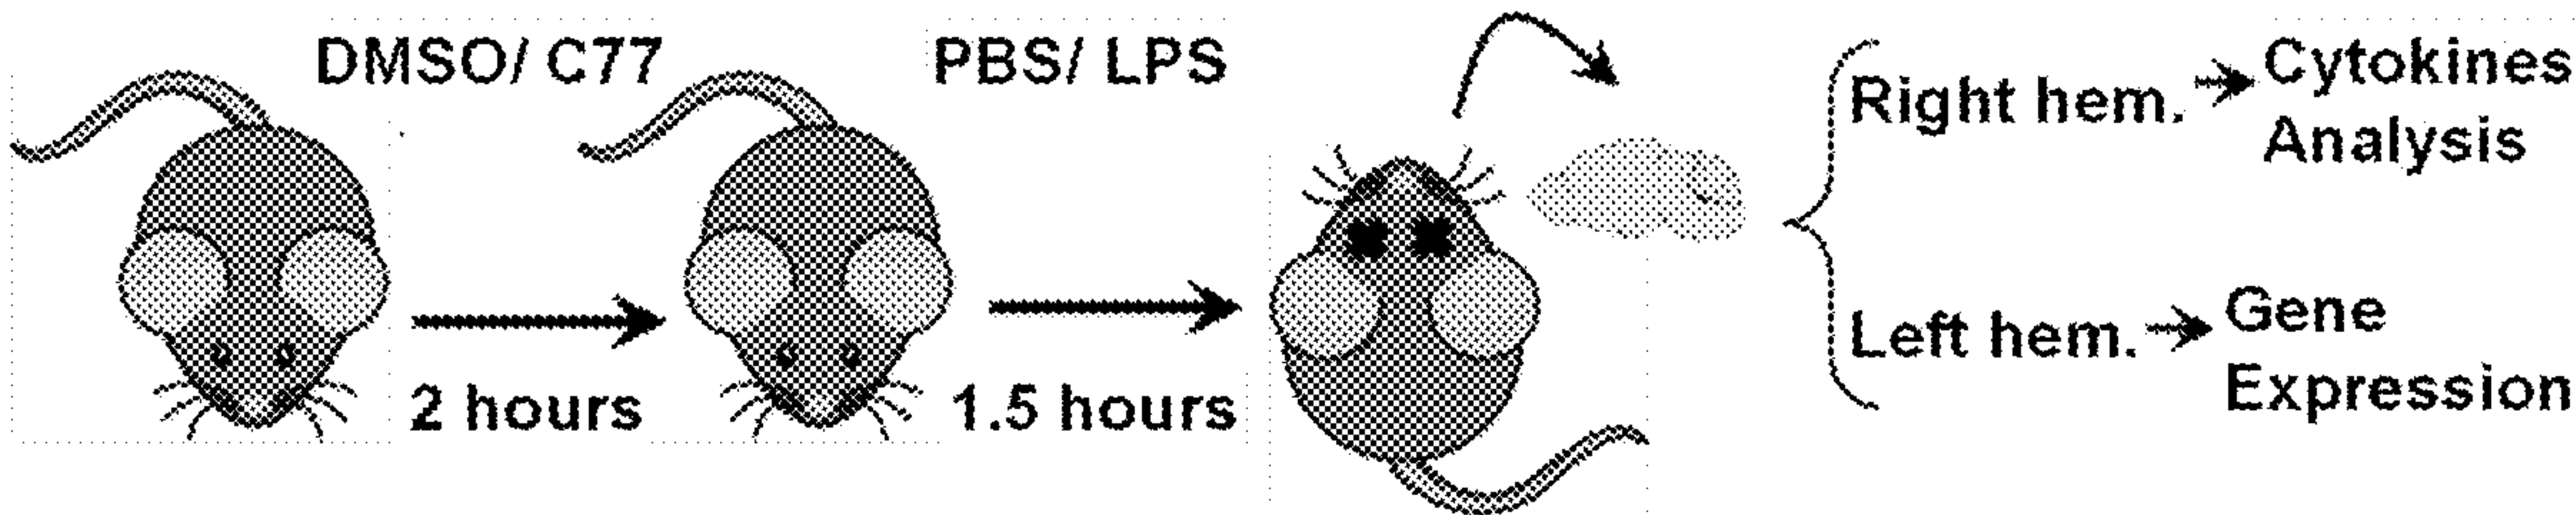 DMSO/ C77
2 hours
PBS/ LPS
1.5 hours
Right hem.
Cytokines
Analysis
Left hem.
Gene
Expression